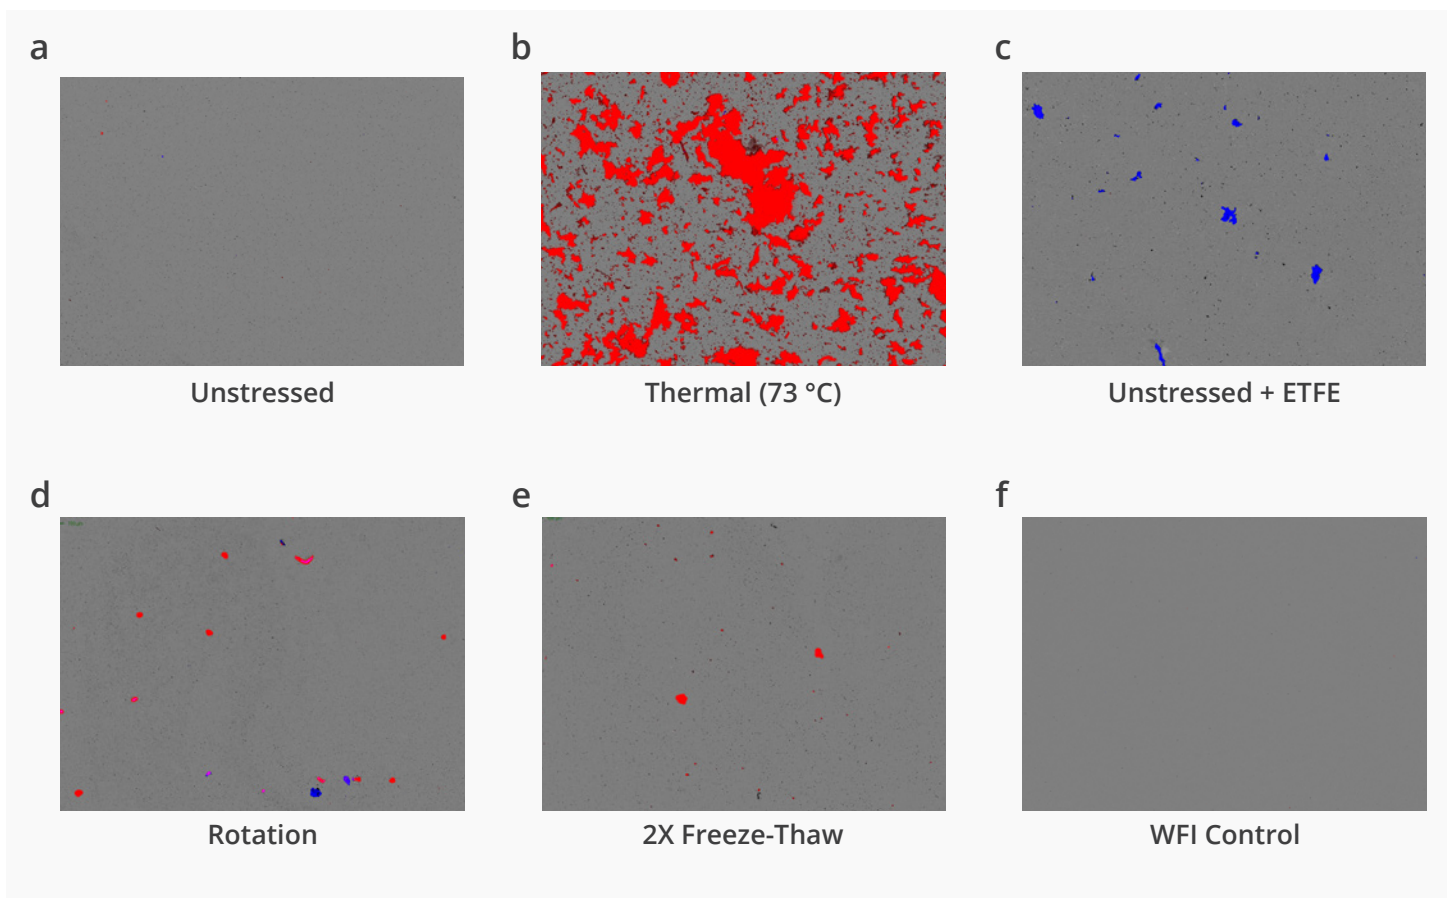 a
b
c
Unstressed
Thermal (73 °C)
Unstressed + ETFE
d
e
f
Rotation
2X Freeze-Thaw
WFI Control